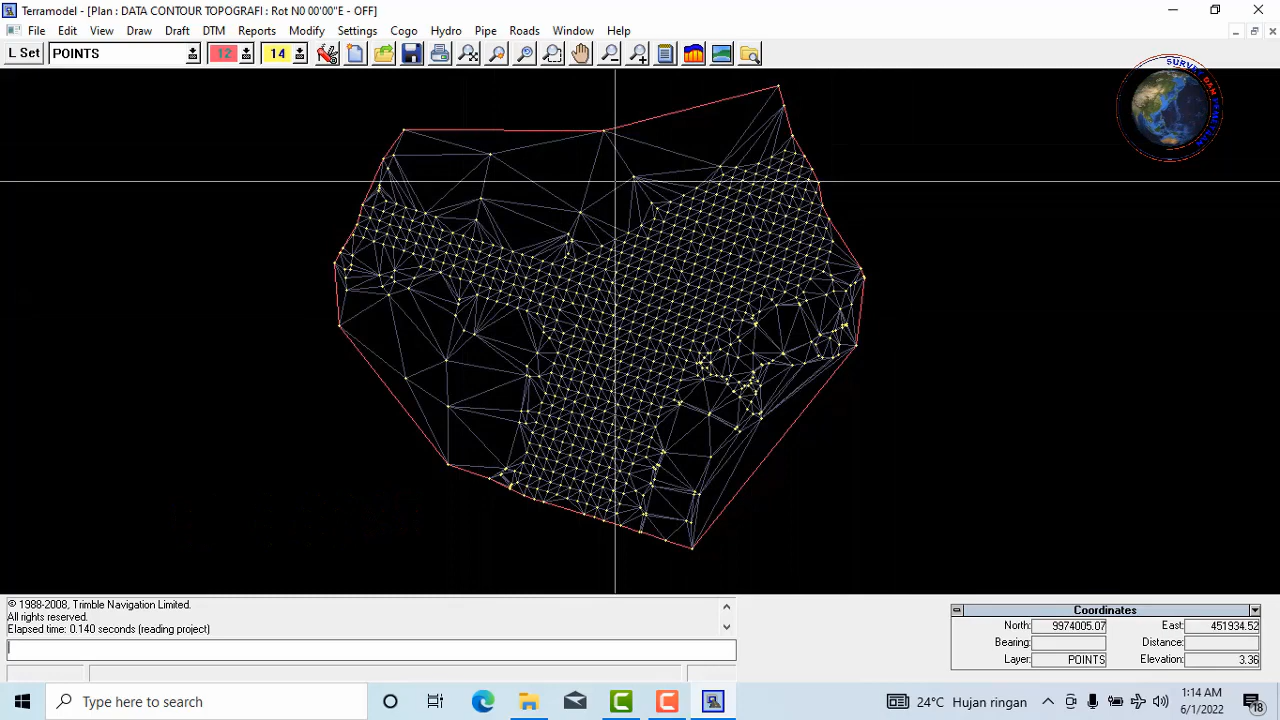 Terramodel - [Plan : DATA CONTOUR TOPOGRAFI : Rot N0 00'00"E - OFF]
File Edit View Draw Draft DTM Reports Modify Settings Cogo Hydro Pipe Roads Window Help
L Set POINTS 12 14
SURVEY DAN PEMETAAN
© 1988-2008, Trimble Navigation Limited.
All rights reserved.
Elapsed time: 0.140 seconds (reading project)
Coordinates
North: 9974005.07 East: 451934.52
Bearing: Distance:
Layer: POINTS Elevation: 3.36
Type here to search
24°C Hujan ringan
1:14 AM
6/1/2022
18